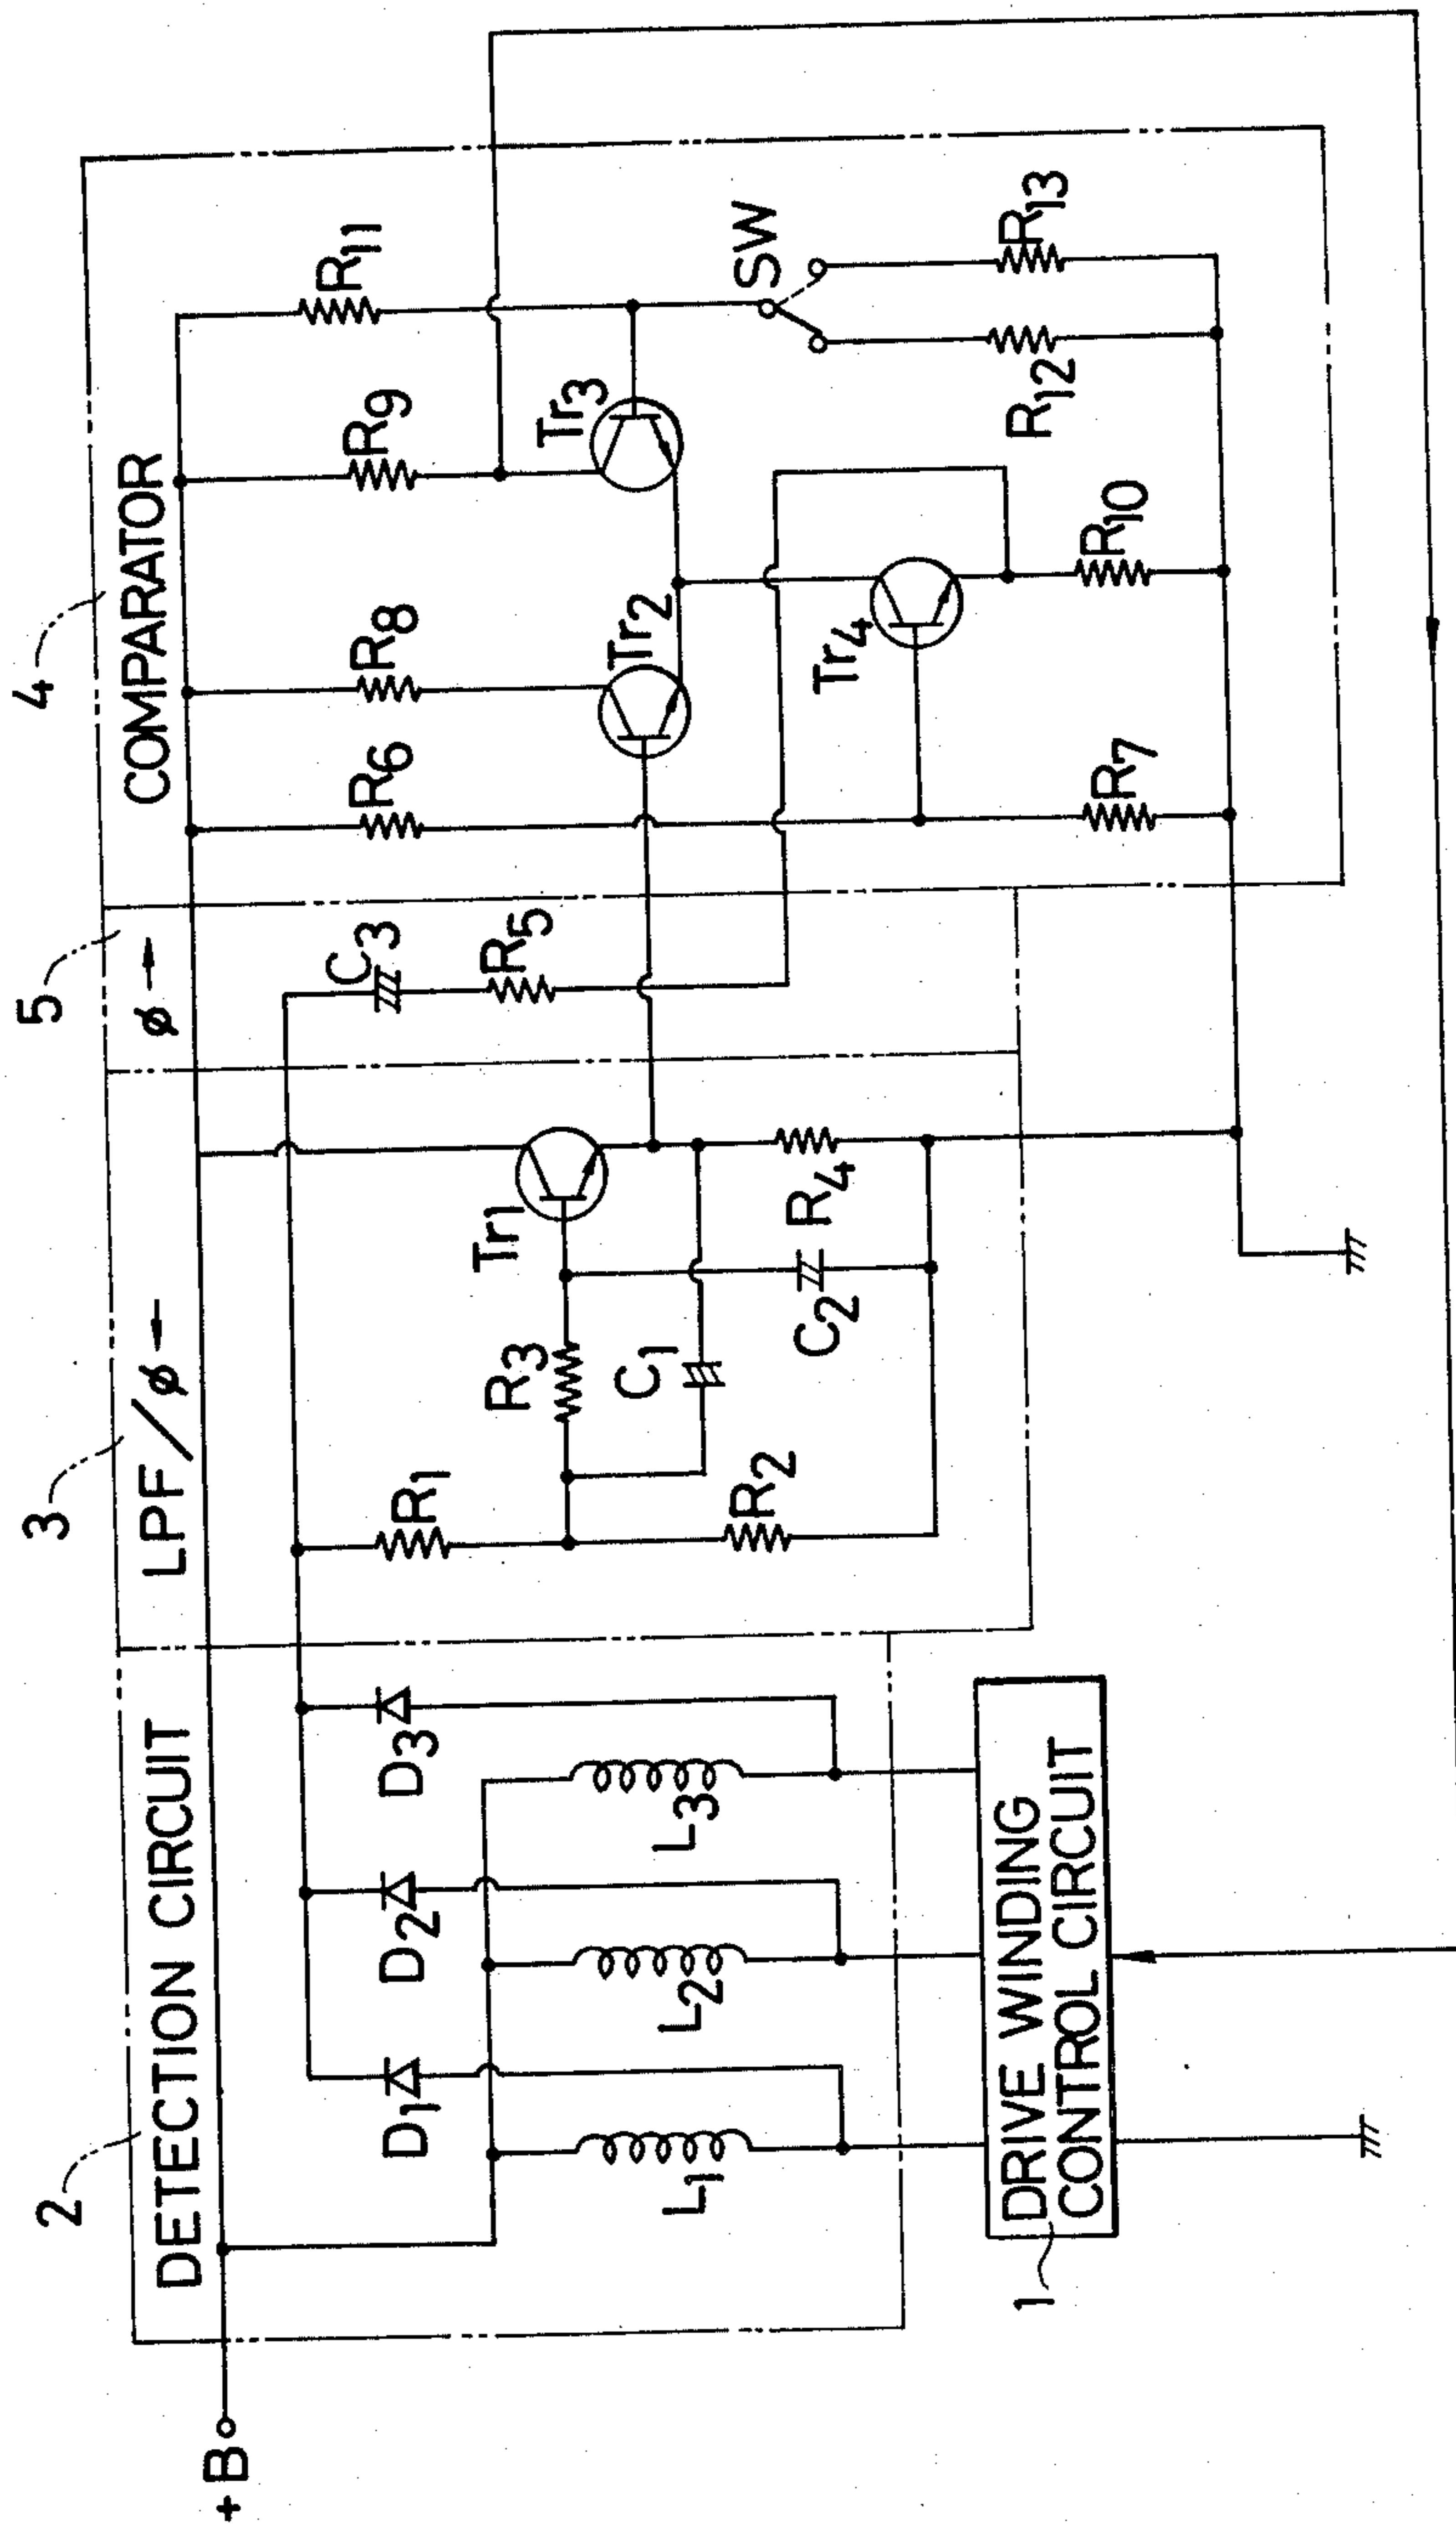 2
3
5
4
DETECTION CIRCUIT
LPF/ø←
ø→
COMPARATOR
+B
D1
D2
D3
L1
L2
L3
R1
R2
R3
C1
C2
R4
Tr1
C3
R5
R6
R7
R8
Tr2
R9
Tr3
Tr4
R10
R11
SW
R12
R13
1
DRIVE WINDING
CONTROL CIRCUIT